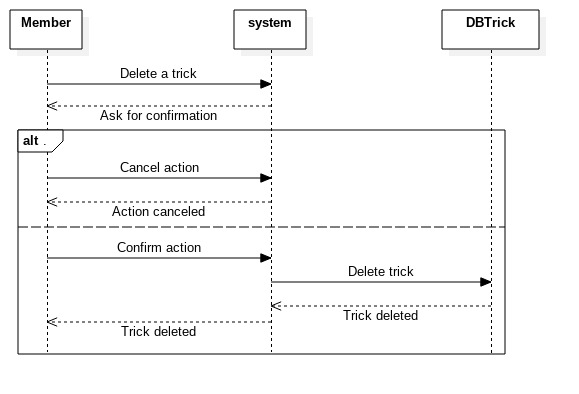 Member
system
DBTrick
Delete a trick
Ask for confirmation
alt .
Cancel action
Action canceled
Confirm action
Delete trick
Trick deleted
Trick deleted